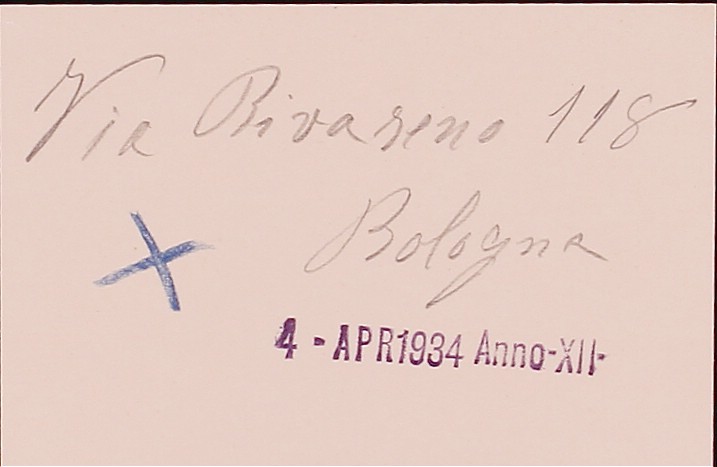 Via Rivareno 118
Bologna
4 - APR 1934 Anno-XII-